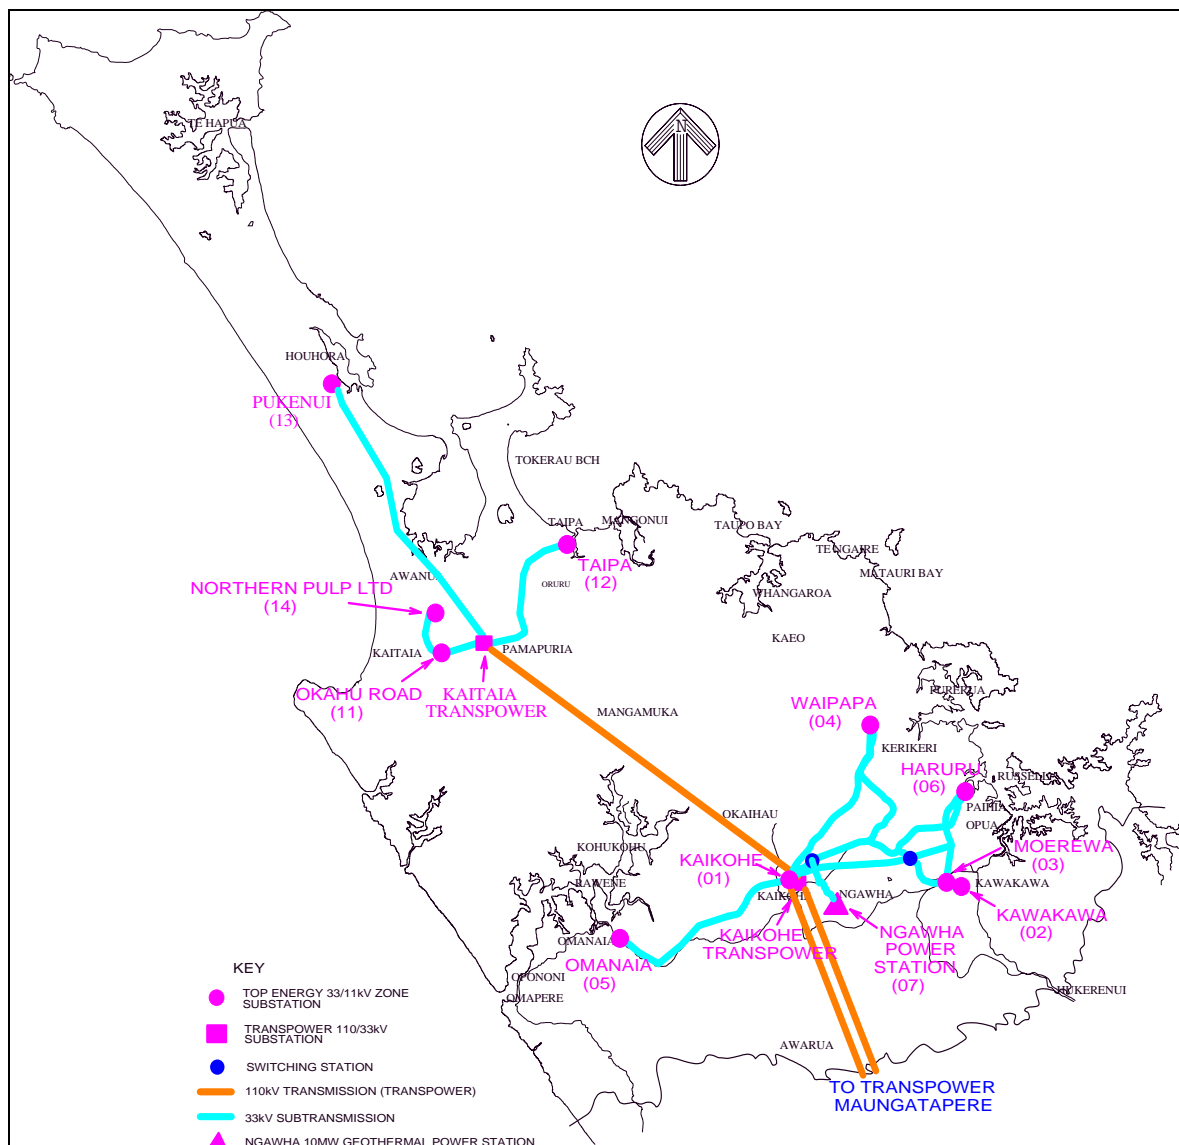 TE HAPUA
N
HOUHORA
PUKENUI
(13)
TOKERAU BCH
TAIPA
MANGONUI
TAUPO BAY
TE NGAIRE
MATAURI BAY
WHANGAROA
KAEO
TAIPA
(12)
ORURU
AWANUI
NORTHERN PULP LTD
(14)
KAITAIA
PAMAPURIA
OKAHU ROAD
(11)
KAITAIA
TRANSPOWER
MANGAMUKA
PURERUA
WAIPAPA
(04)
KERIKERI
HARURU
(06)
RUSSELL
PAIHIA
OPUA
OKAIHAU
KOHUKOHU
MOEREWA
(03)
KAIKOHE
(01)
RAWENE
KAIKOHE
NGAWHA
KAWAKAWA
KAWAKAWA
(02)
KAIKOHE
TRANSPOWER
NGAWHA
POWER
STATION
(07)
OMANAIA
OMANAIA
(05)
OPONONI
OMAPERE
HUKERENUI
AWARUA
TO TRANSPOWER
MAUNGATAPERE
KEY
TOP ENERGY 33/11kV ZONE
SUBSTATION
TRANSPOWER 110/33kV
SUBSTATION
SWITCHING STATION
110kV TRANSMISSION (TRANSPOWER)
33kV SUBTRANSMISSION
NGAWHA 10MW GEOTHERMAL POWER STATION